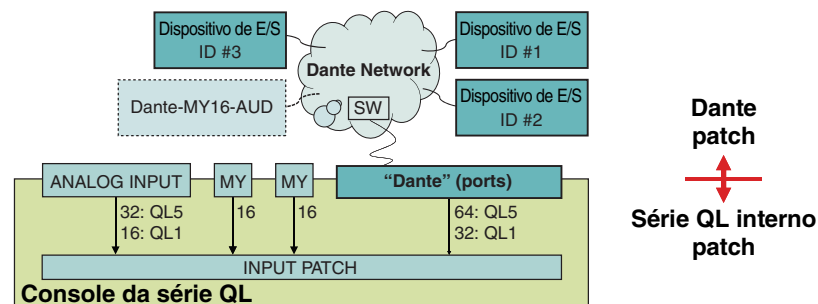 Dispositivo de E/S
ID #3
Dispositivo de E/S
ID #1
Dante Network
Dante-MY16-AUD
SW
Dispositivo de E/S
ID #2
Dante
patch
Série QL interno
patch
ANALOG INPUT
MY
MY
“Dante” (ports)
32: QL5
16: QL1
16
16
64: QL5
32: QL1
INPUT PATCH
Console da série QL